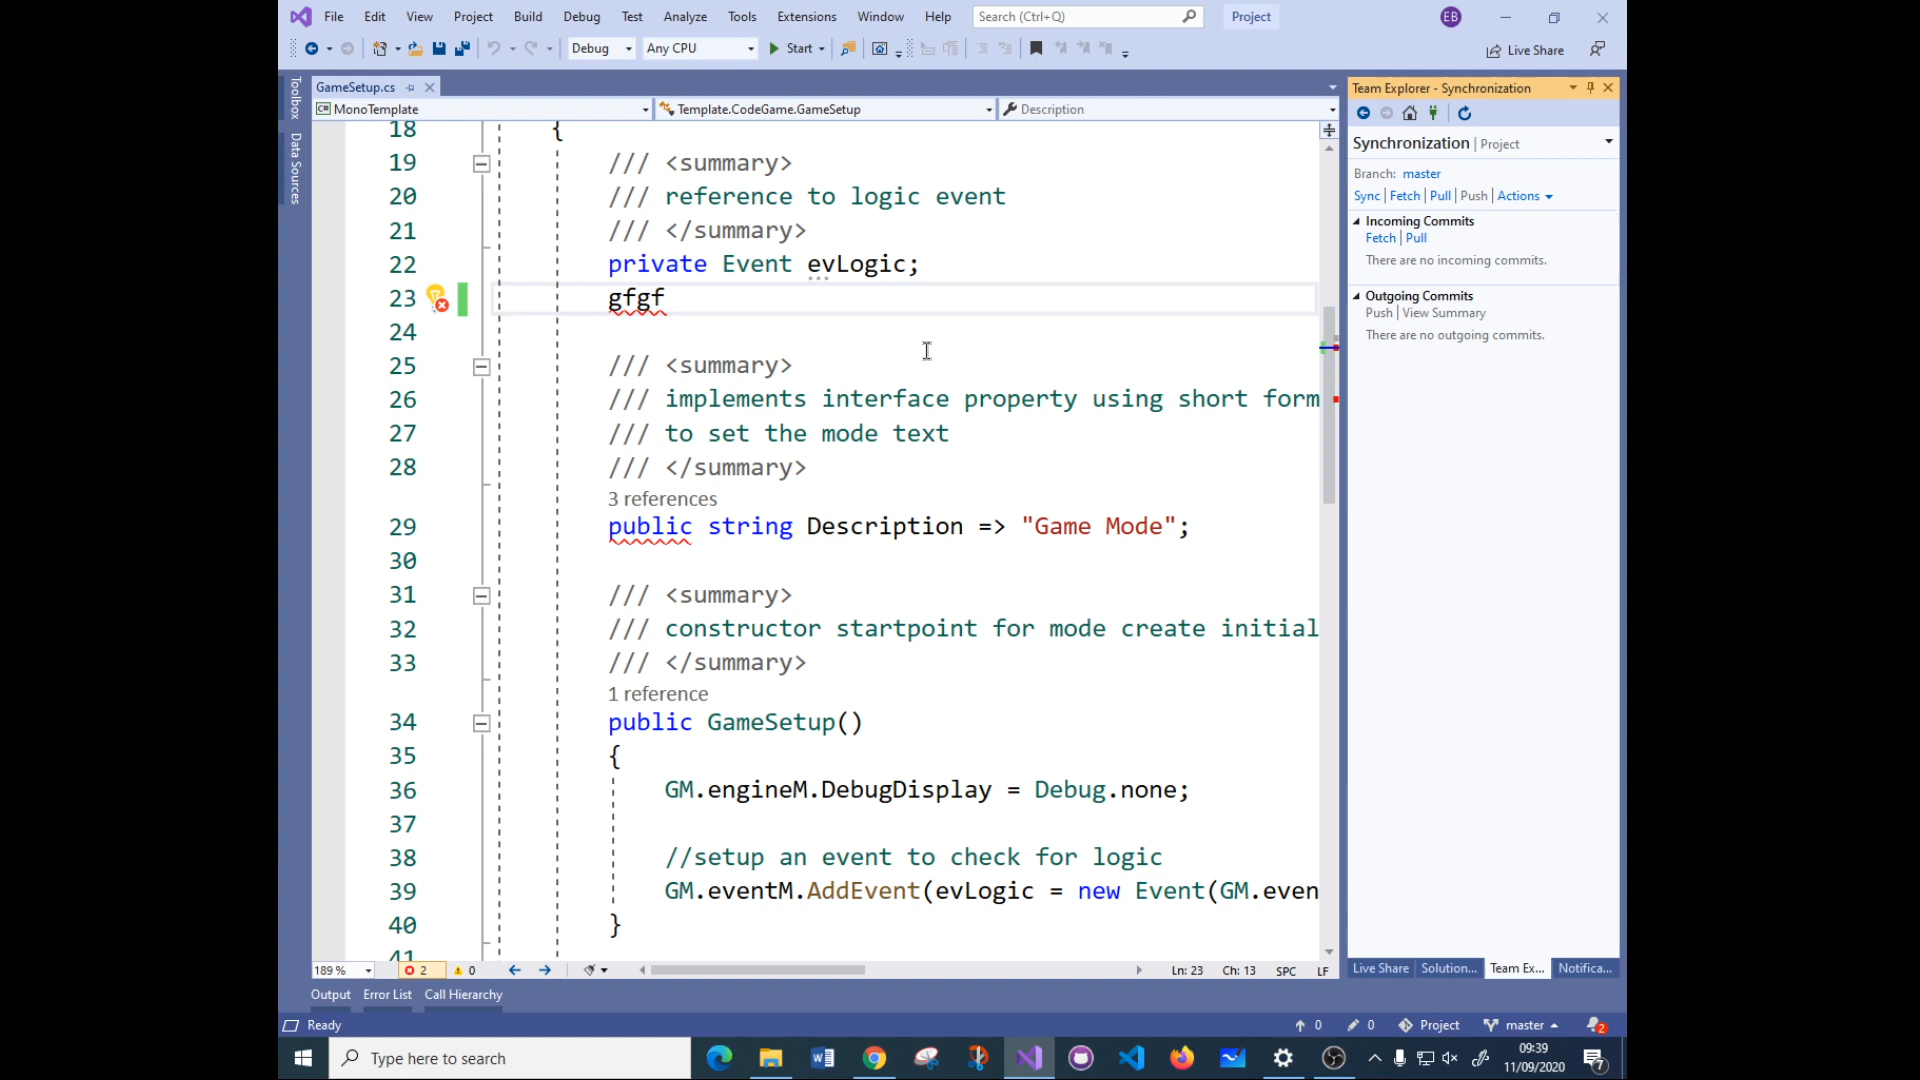 File Edit View Project Build Debug Test Analyze Tools Extensions Window Help Search (Ctrl+Q) Project EB
Debug Any CPU Start Live Share
Toolbox
Data Sources
GameSetup.cs
MonoTemplate Template.CodeGame.GameSetup Description
18 {
19 /// <summary>
20 /// reference to logic event
21 /// </summary>
22 private Event evLogic;
23 gfgf
24
25 /// <summary>
26 /// implements interface property using short form
27 /// to set the mode text
28 /// </summary>
3 references
29 public string Description => "Game Mode";
30
31 /// <summary>
32 /// constructor startpoint for mode create initial
33 /// </summary>
1 reference
34 public GameSetup()
35 {
36 GM.engineM.DebugDisplay = Debug.none;
37
38 //setup an event to check for logic
39 GM.eventM.AddEvent(evLogic = new Event(GM.even
40 }
41
189 % 2 0 Ln: 23 Ch: 13 SPC LF
Team Explorer - Synchronization
Synchronization | Project
Branch: master
Sync | Fetch | Pull | Push | Actions
Incoming Commits
Fetch | Pull
There are no incoming commits.
Outgoing Commits
Push | View Summary
There are no outgoing commits.
Live Share Solution... Team Ex... Notifica...
Output Error List Call Hierarchy
Ready 0 0 Project master 2
Type here to search
09:39
11/09/2020
7